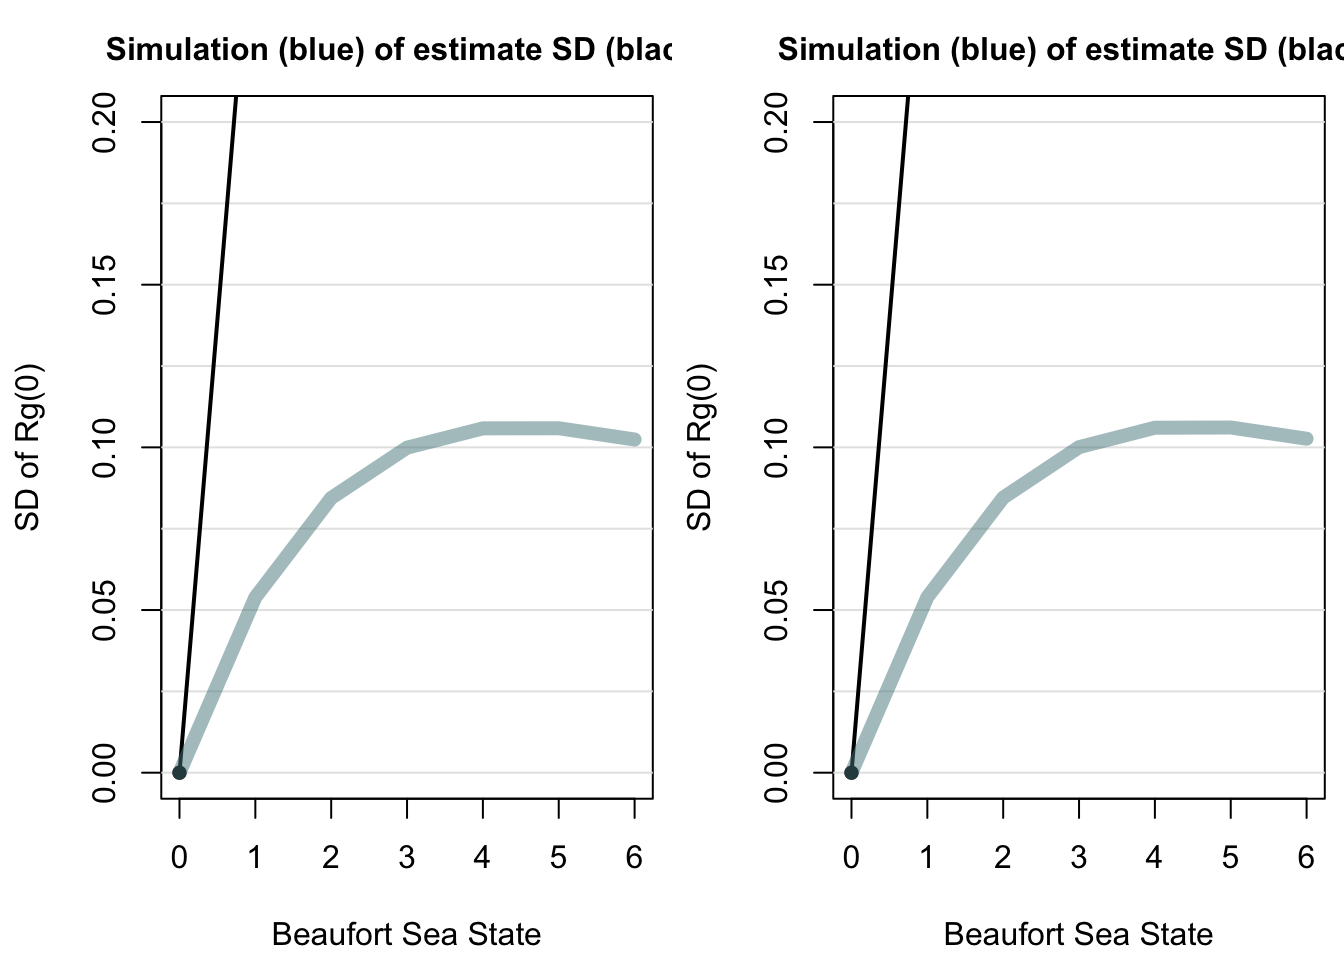 Simulation (blue) of estimate SD (blac
SD of Rg(0)
0.20
0.15
0.10
0.05
0.00
0 1 2 3 4 5 6
Beaufort Sea State
Simulation (blue) of estimate SD (blac
SD of Rg(0)
0.20
0.15
0.10
0.05
0.00
0 1 2 3 4 5 6
Beaufort Sea State